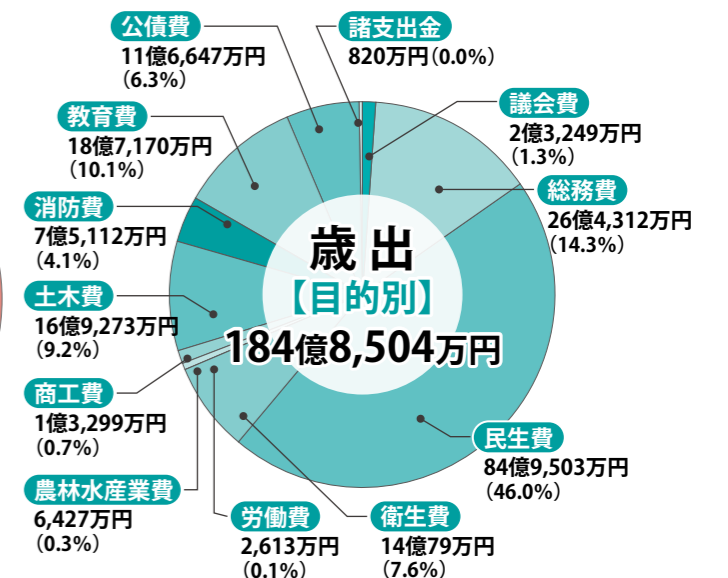 歳出
【目的別】
184億8,504万円
諸支出金
820万円(0.0%)
議会費
2億3,249万円
(1.3%)
総務費
26億4,312万円
(14.3%)
民生費
84億9,503万円
(46.0%)
衛生費
14億79万円
(7.6%)
労働費
2,613万円
(0.1%)
農林水産業費
6,427万円
(0.3%)
商工費
1億3,299万円
(0.7%)
土木費
16億9,273万円
(9.2%)
消防費
7億5,112万円
(4.1%)
教育費
18億7,170万円
(10.1%)
公債費
11億6,647万円
(6.3%)